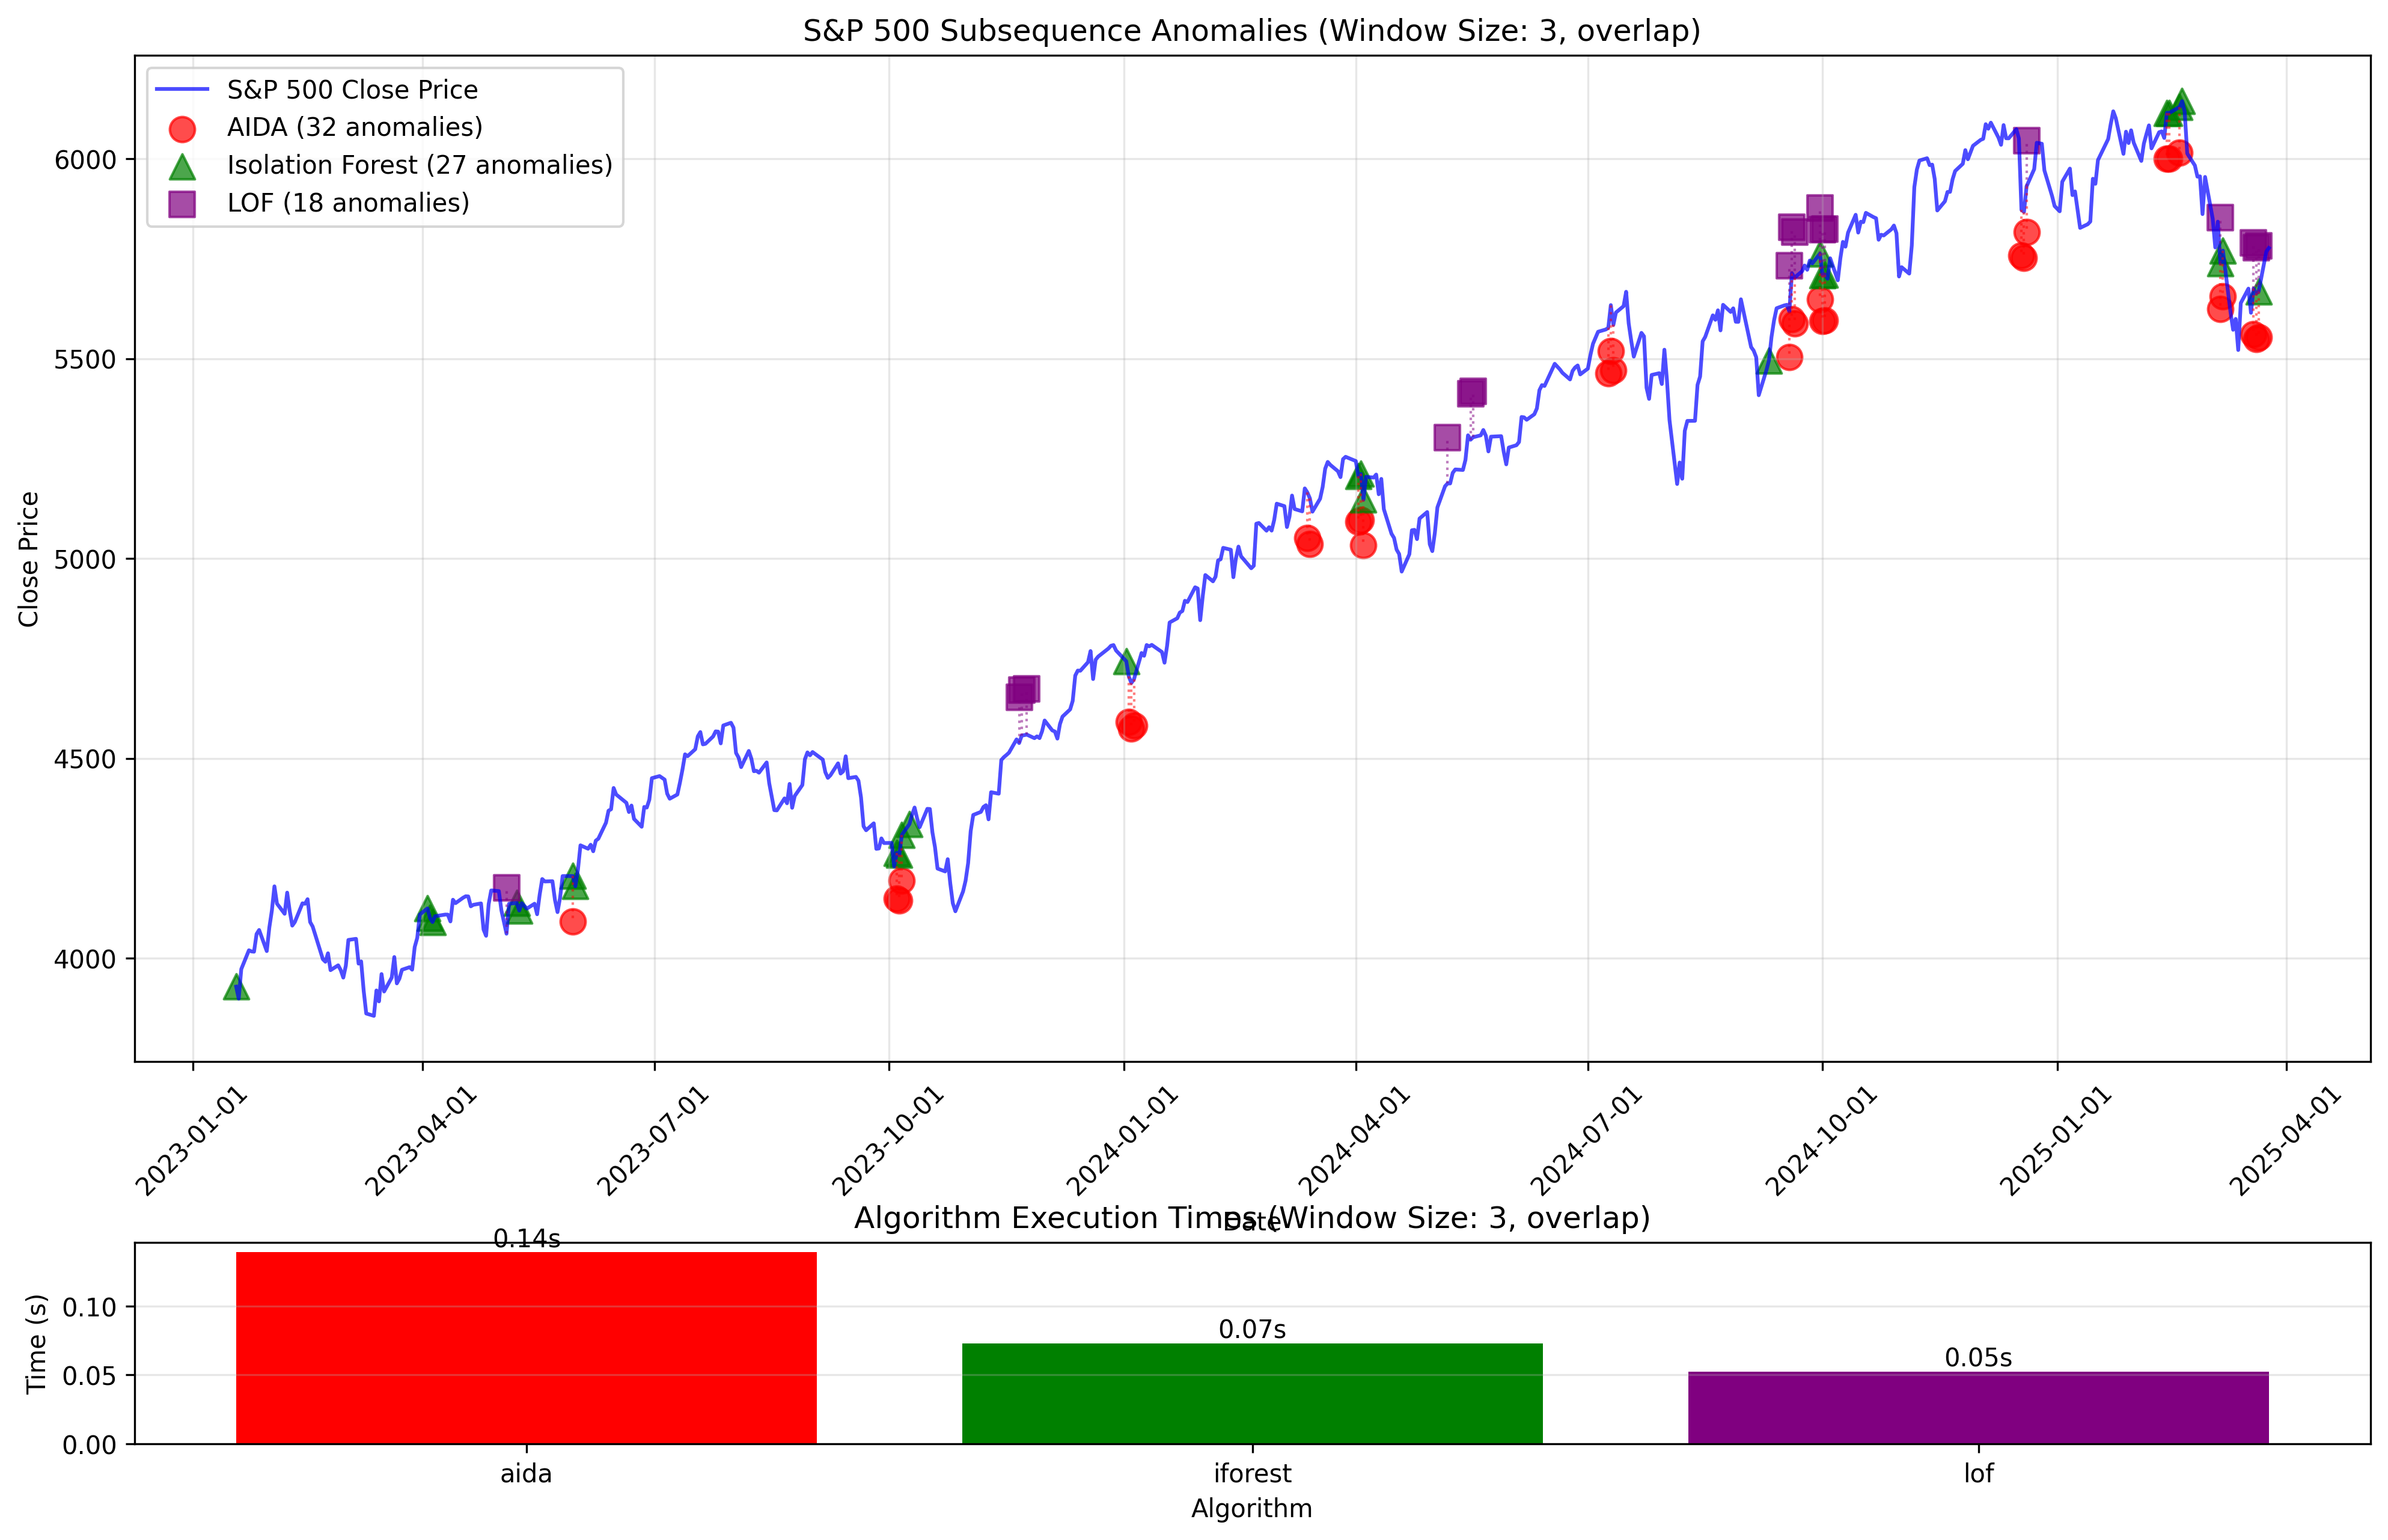 S&P 500 Subsequence Anomalies (Window Size: 3, overlap)
S&P 500 Close Price
AIDA (32 anomalies)
Isolation Forest (27 anomalies)
LOF (18 anomalies)
Close Price
6000
5500
5000
4500
4000
2023-01-01
2023-04-01
2023-07-01
2023-10-01
2024-01-01
2024-04-01
2024-07-01
2024-10-01
2025-01-01
2025-04-01
Date
Algorithm Execution Times (Window Size: 3, overlap)
Time (s)
0.10
0.05
0.00
0.14s
0.07s
0.05s
aida
iforest
lof
Algorithm